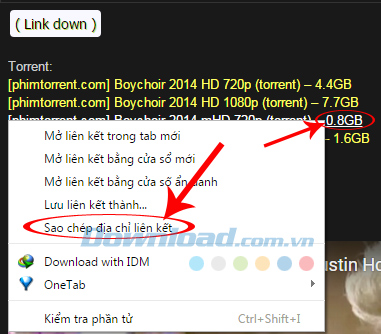 ( Link down )
Torrent:
[phimtorrent.com] Boychoir 2014 HD 720p (torrent) – 4.4GB
[phimtorrent.com] Boychoir 2014 HD 1080p (torrent) – 7.7GB
[phimtorrent.com] Boychoir 2014 mHD 720p (torrent) – 0.8GB
– 1.6GB
Mở liên kết trong tab mới
Mở liên kết bằng cửa sổ mới
Mở liên kết bằng cửa sổ ẩn danh
Lưu liên kết thành...
Sao chép địa chỉ liên kết
Download.com.vn
Download with IDM
OneTab
ustin Ho
Kiểm tra phần tử Ctrl+Shift+I